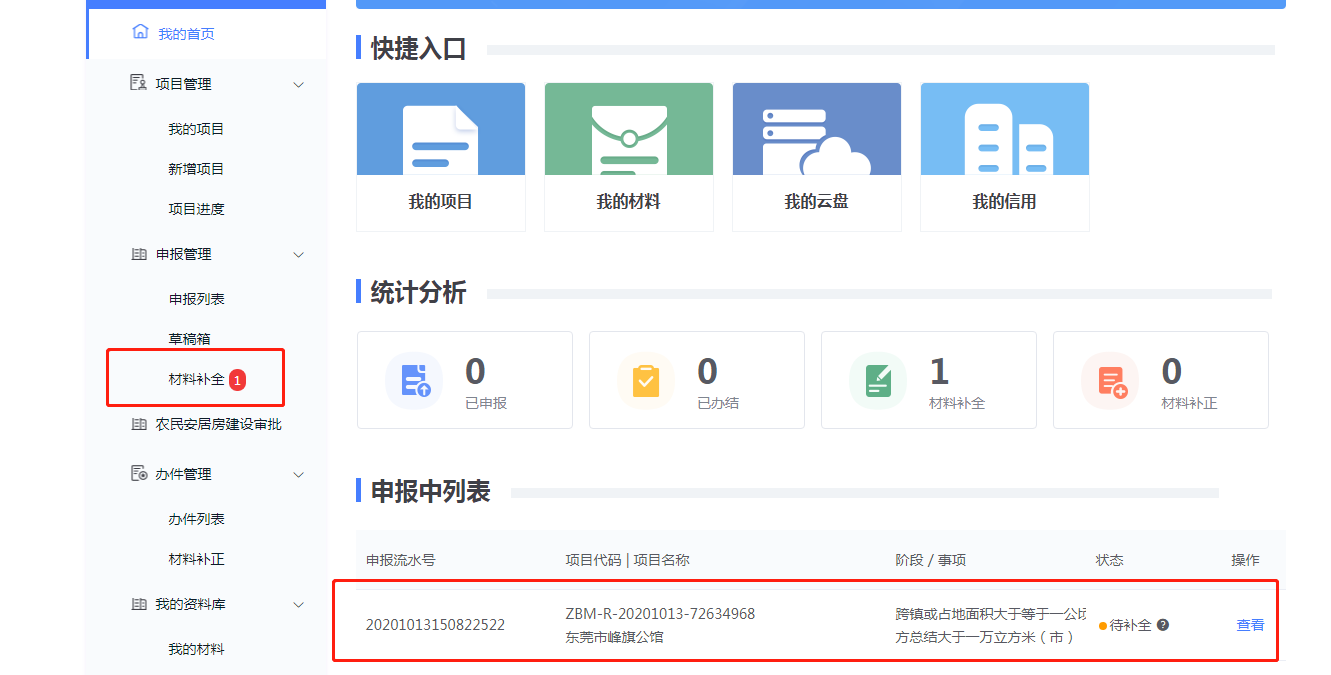 我的首页
项目管理
我的项目
新增项目
项目进度
申报管理
申报列表
草稿箱
材料补全 1
农民安居房建设审批
办件管理
办件列表
材料补正
我的资料库
我的材料
快捷入口
我的项目
我的材料
我的云盘
我的信用
统计分析
0
已申报
0
已办结
1
材料补全
0
材料补正
申报中列表
申报流水号 项目代码 | 项目名称 阶段 / 事项 状态 操作
20201013150822522
ZBM-R-20201013-72634968
东莞市峰旗公馆
跨镇或占地面积大于等于一公
方总结大于一万立方米（市）
待补全 ?
查看